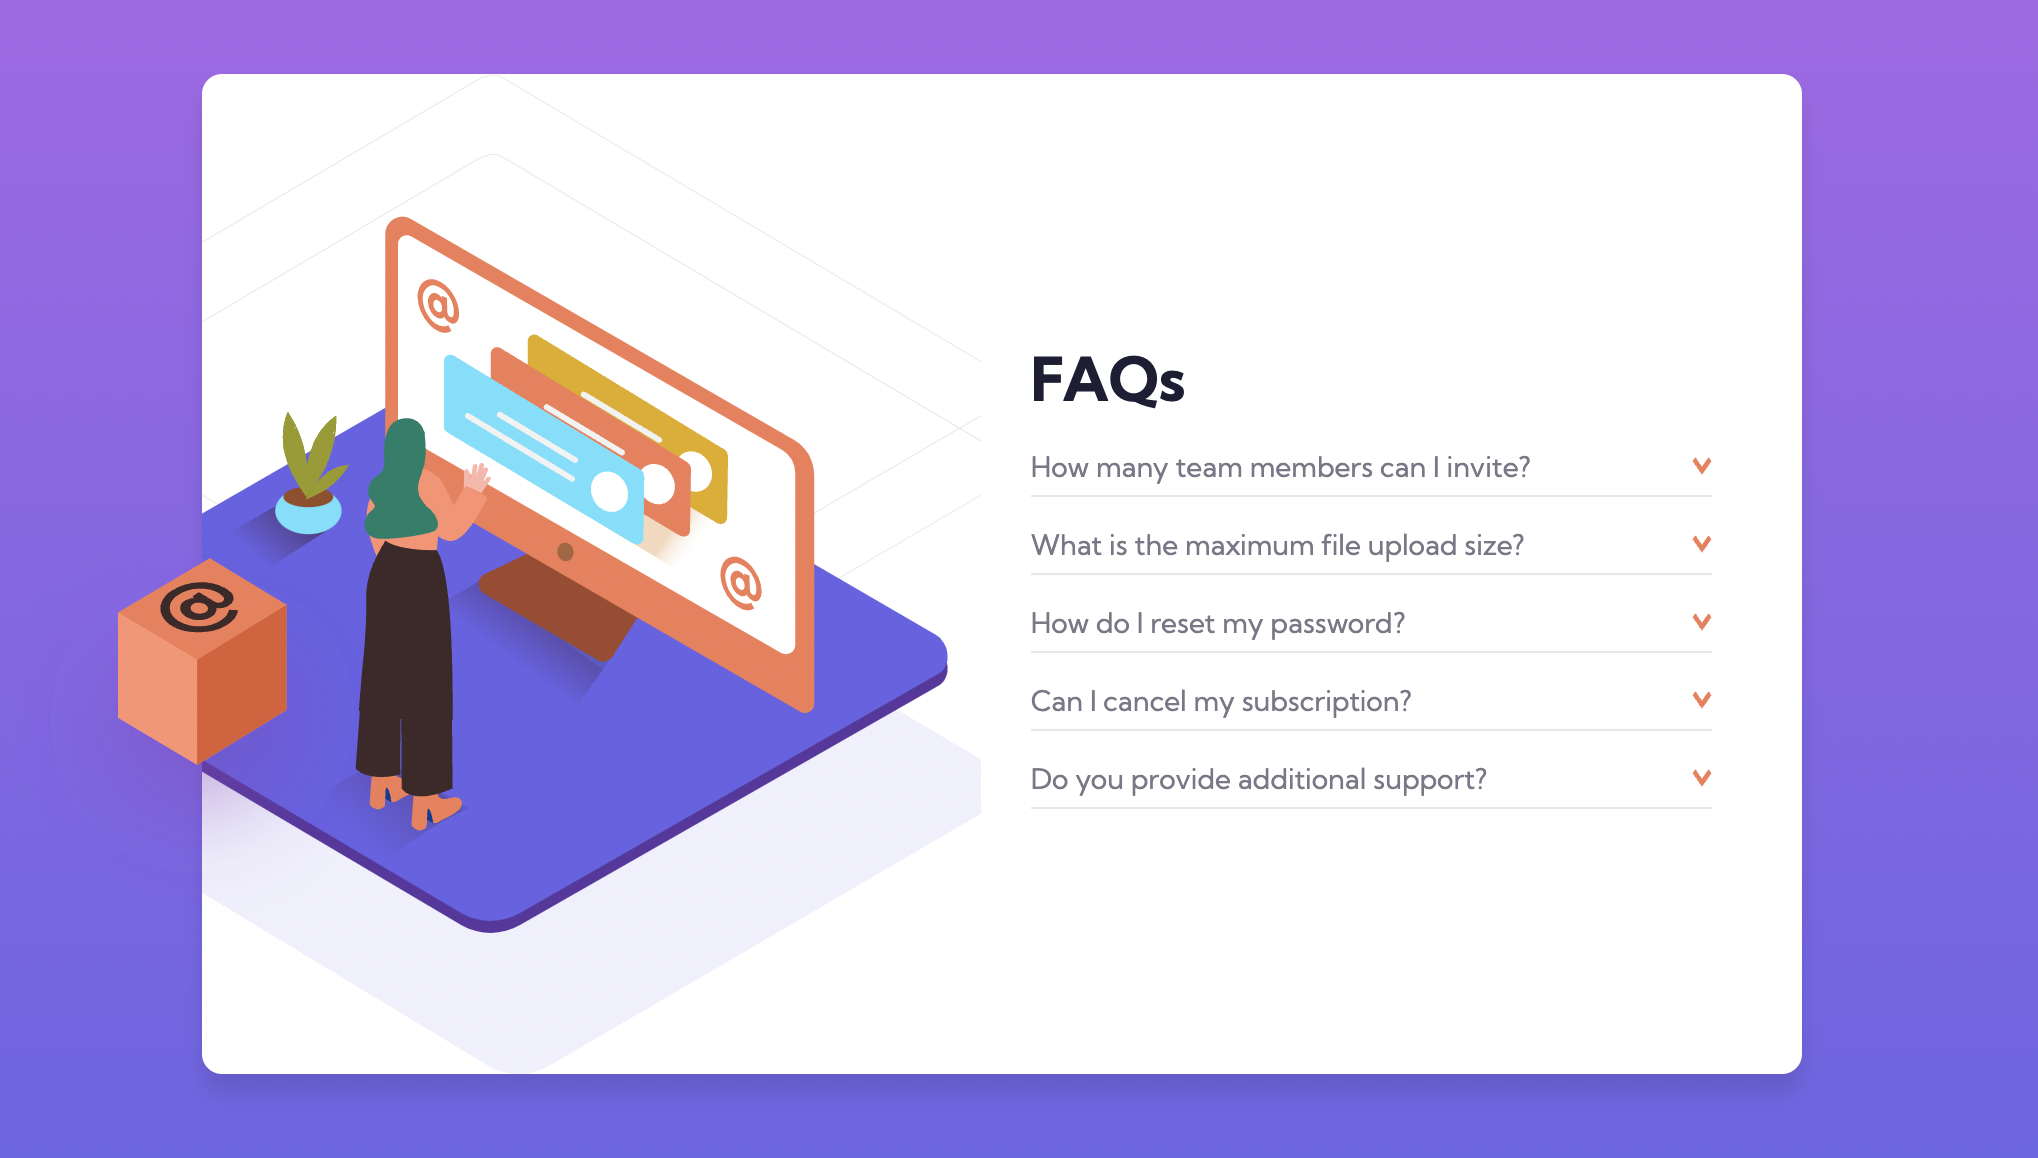 @
FAQs
How many team members can I invite?
What is the maximum file upload size?
@
@
How do I reset my password?
Can I cancel my subscription?
Do you provide additional support?